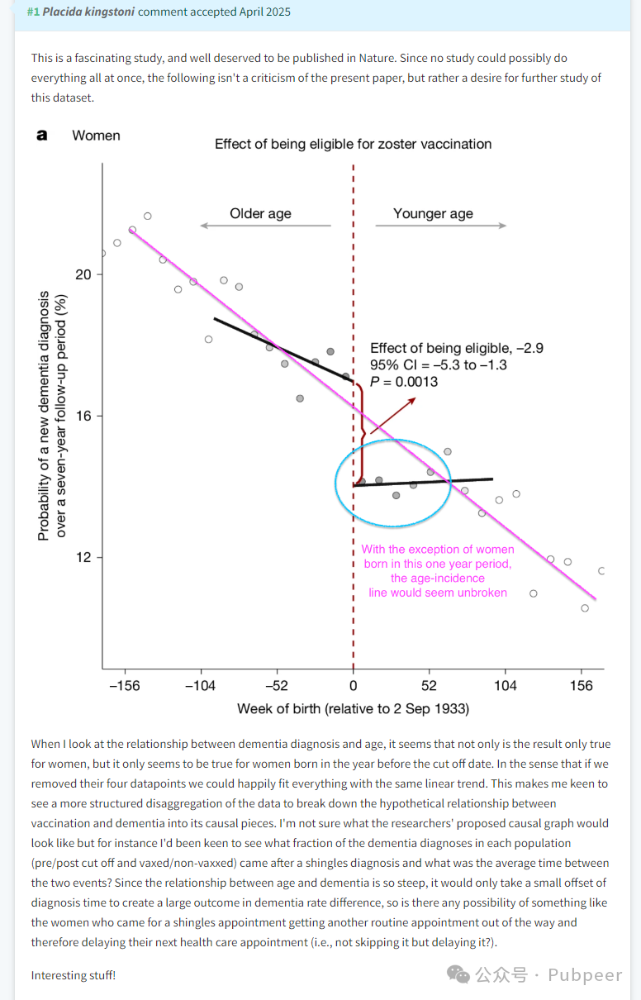 #1 Placida kingstoni comment accepted April 2025
This is a fascinating study, and well deserved to be published in Nature. Since no study could possibly do
everything all at once, the following isn't a criticism of the present paper, but rather a desire for further study of
this dataset.
a Women
Effect of being eligible for zoster vaccination
Older age
Younger age
20
16
12
Probability of a new dementia diagnosis
over a seven-year follow-up period (%)
Effect of being eligible, −2.9
95% CI = −5.3 to −1.3
P = 0.0013
With the exception of women
born in this one year period,
the age-incidence
line would seem unbroken
−156 −104 −52 0 52 104 156
Week of birth (relative to 2 Sep 1933)
When I look at the relationship between dementia diagnosis and age, it seems that not only is the result only true
for women, but it only seems to be true for women born in the year before the cut off date. In the sense that if we
removed their four datapoints we could happily fit everything with the same linear trend. This makes me keen to
see a more structured disaggregation of the data to break down the hypothetical relationship between
vaccination and dementia into its causal pieces. I'm not sure what the researchers' proposed causal graph would
look like but for instance I'd been keen to see what fraction of the dementia diagnoses in each population
(pre/post cut off and vaxed/non-vaxxed) came after a shingles diagnosis and what was the average time between
the two events? Since the relationship between age and dementia is so steep, it would only take a small offset of
diagnosis time to create a large outcome in dementia rate difference, so is there any possibility of something like
the women who came for a shingles appointment getting another routine appointment out of the way and
therefore delaying their next health care appointment (i.e., not skipping it but delaying it?).
Interesting stuff!
公众号 · Pubpeer